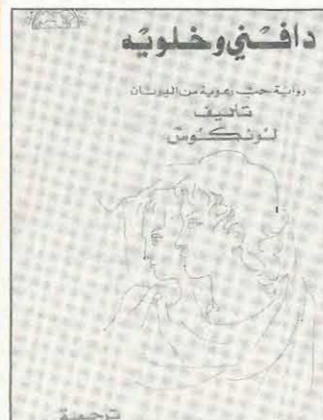 دافني وخلويه
رواية حب رعوية من اليونان
تأليف
لونكوس
ترجمة